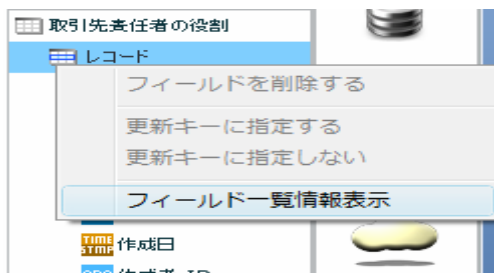 取引先責任者の役割
レコード
フィールドを削除する
更新キーに指定する
更新キーに指定しない
フィールド一覧情報表示
TIME STMP 作成日